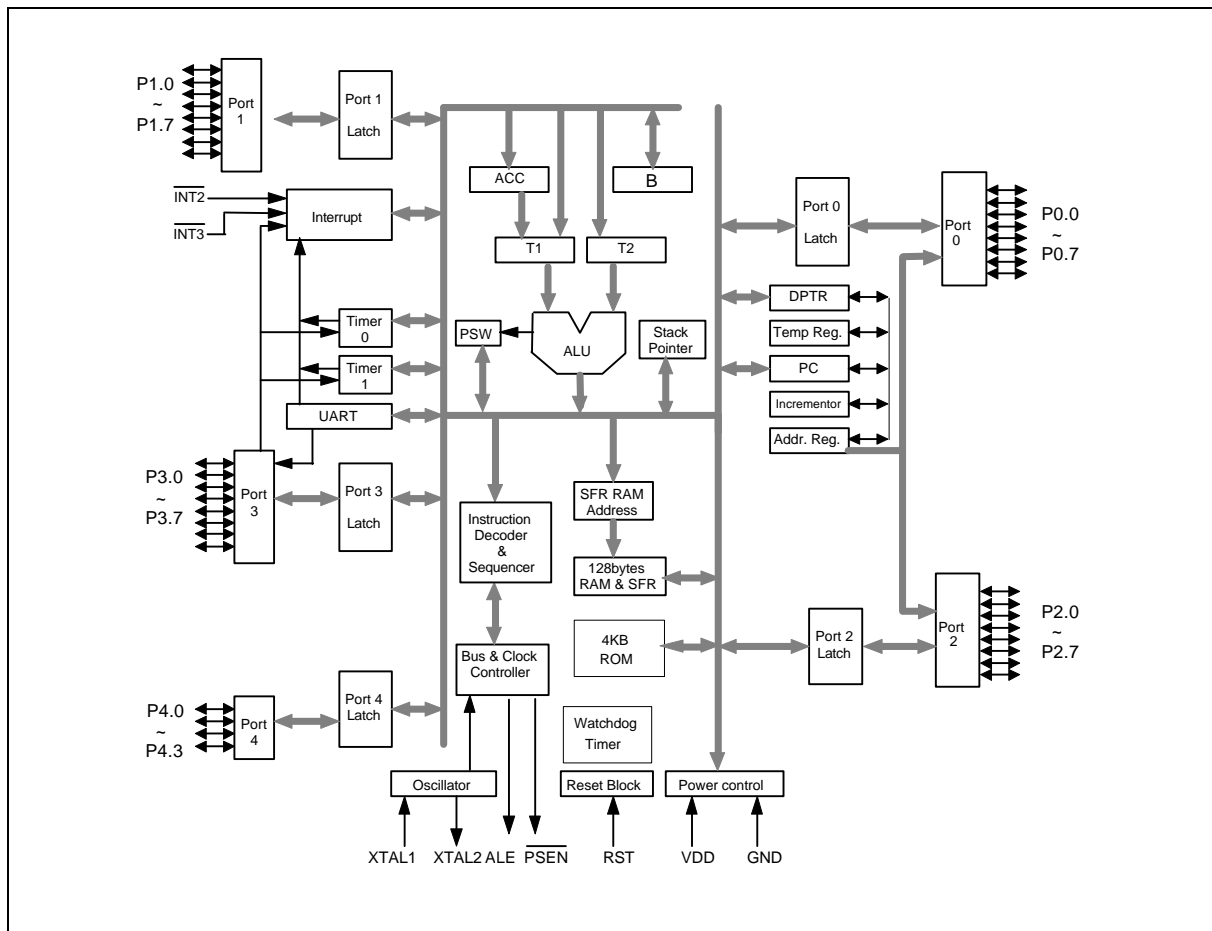 P1.0
~
P1.7
Port
1
Port 1
Latch
INT2
INT3
Interrupt
Timer
0
Timer
1
UART
P3.0
~
P3.7
Port
3
Port 3
Latch
P4.0
~
P4.3
Port
4
Port 4
Latch
ACC
B
T1
T2
PSW
ALU
Stack
Pointer
Instruction
Decoder
&
Sequencer
SFR RAM
Address
128bytes
RAM & SFR
4KB
ROM
Bus & Clock
Controller
Watchdog
Timer
Oscillator
Reset Block
Power control
XTAL1
XTAL2
ALE
PSEN
RST
VDD
GND
Port 0
Latch
Port
0
P0.0
~
P0.7
DPTR
Temp Reg.
PC
Incrementor
Addr. Reg.
Port 2
Latch
Port
2
P2.0
~
P2.7